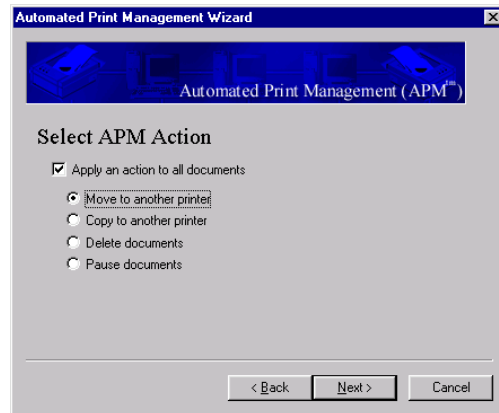 Automated Print Management Wizard
Automated Print Management (APM™)
Select APM Action
Apply an action to all documents
Move to another printer
Copy to another printer
Delete documents
Pause documents
< Back Next > Cancel